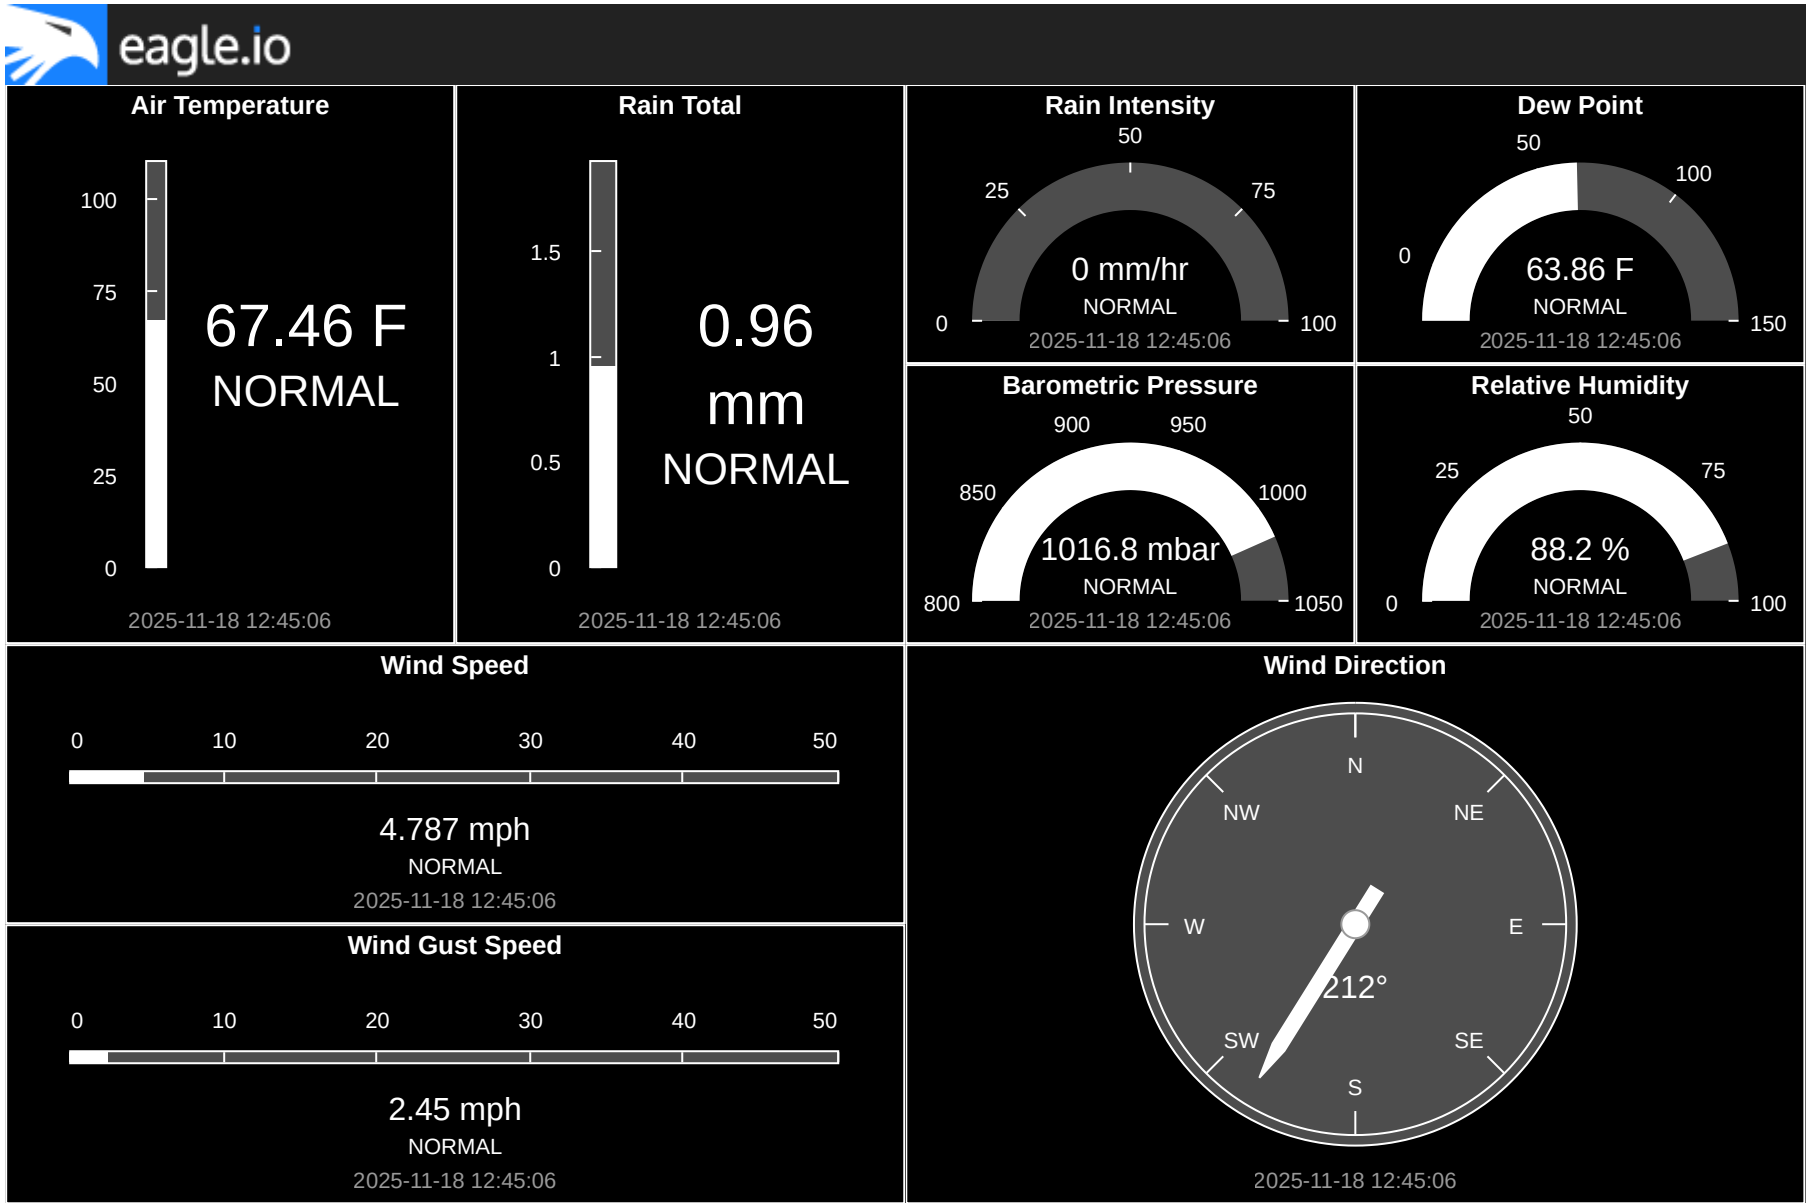 eagle.io
Air Temperature
100
75
50
25
0
67.46 F
NORMAL
2025-11-18 12:45:06
Rain Total
1.5
1
0.5
0
0.96
mm
NORMAL
2025-11-18 12:45:06
Rain Intensity
50
25
75
0
100
0 mm/hr
NORMAL
2025-11-18 12:45:06
Dew Point
50
100
0
150
63.86 F
NORMAL
2025-11-18 12:45:06
Barometric Pressure
900
950
850
1000
800
1050
1016.8 mbar
NORMAL
2025-11-18 12:45:06
Relative Humidity
50
25
75
0
100
88.2 %
NORMAL
2025-11-18 12:45:06
Wind Speed
0 10 20 30 40 50
4.787 mph
NORMAL
2025-11-18 12:45:06
Wind Gust Speed
0 10 20 30 40 50
2.45 mph
NORMAL
2025-11-18 12:45:06
Wind Direction
N
NW NE
W E
212°
SW SE
S
2025-11-18 12:45:06